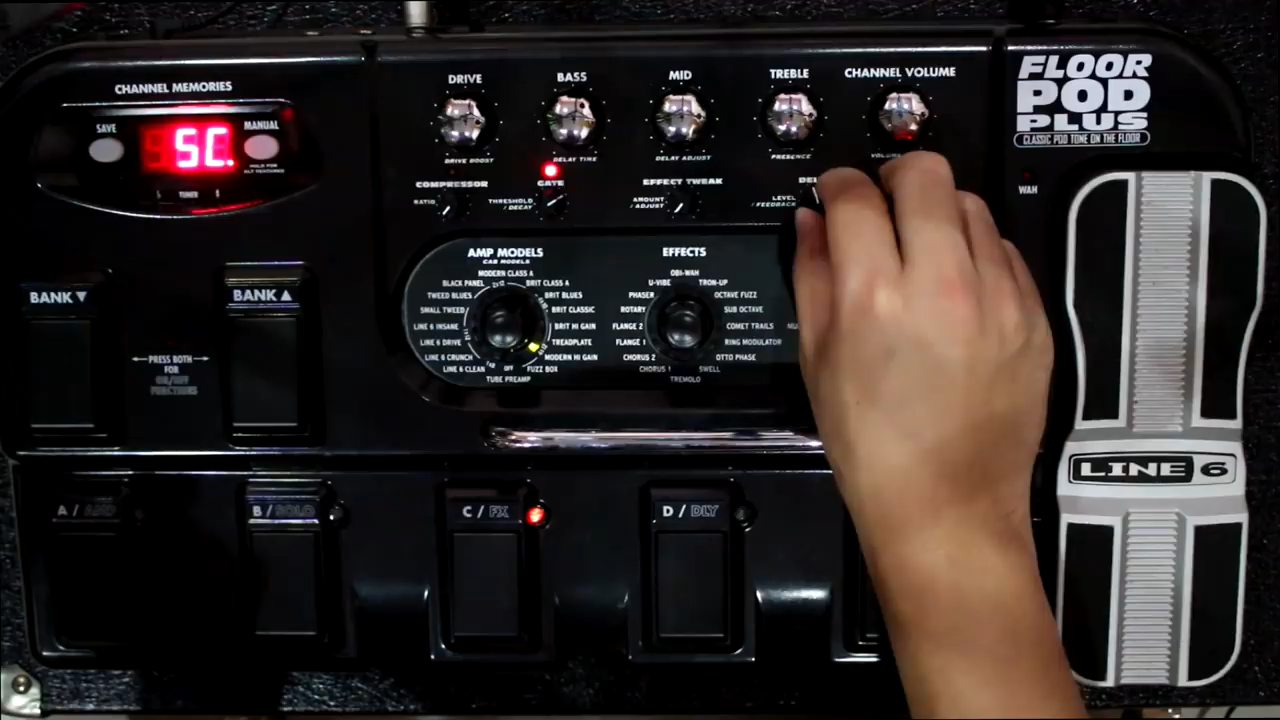 CHANNEL MEMORIES
SAVE
5C.
MANUAL
HOLD FOR
ALT FEATURES
TUNER
DRIVE
BASS
MID
TREBLE
CHANNEL VOLUME
DRIVE BOOST
DELAY TIME
DELAY ADJUST
PRESENCE
COMPRESSOR
RATIO
GATE
THRESHOLD
/ DECAY
EFFECT TWEAK
AMOUNT
/ ADJUST
LEVEL
/ FEEDBACK
FLOOR
POD
PLUS
CLASSIC POD TONE ON THE FLOOR
WAH
AMP MODELS
CAB MODELS
MODERN CLASS A
BLACK PANEL
BRIT CLASS A
TWEED BLUES
BRIT BLUES
SMALL TWEED
BRIT CLASSIC
LINE 6 INSANE
BRIT HI GAIN
LINE 6 DRIVE
TREADPLATE
LINE 6 CRUNCH
MODERN HI GAIN
LINE 6 CLEAN
OFF
FUZZ BOX
TUBE PREAMP
EFFECTS
OBI-WAH
U-VIBE
TRON-UP
PHASER
OCTAVE FUZZ
ROTARY
SUB OCTAVE
FLANGE 2
COMET TRAILS
FLANGE 1
RING MODULATOR
CHORUS 2
OTTO PHASE
CHORUS 1
SWELL
TREMOLO
BANK ▼
BANK ▲
PRESS BOTH
FOR
ON/OFF
FUNCTIONS
A / AMP
B / SOLO
C / FX
D / DLY
LINE 6